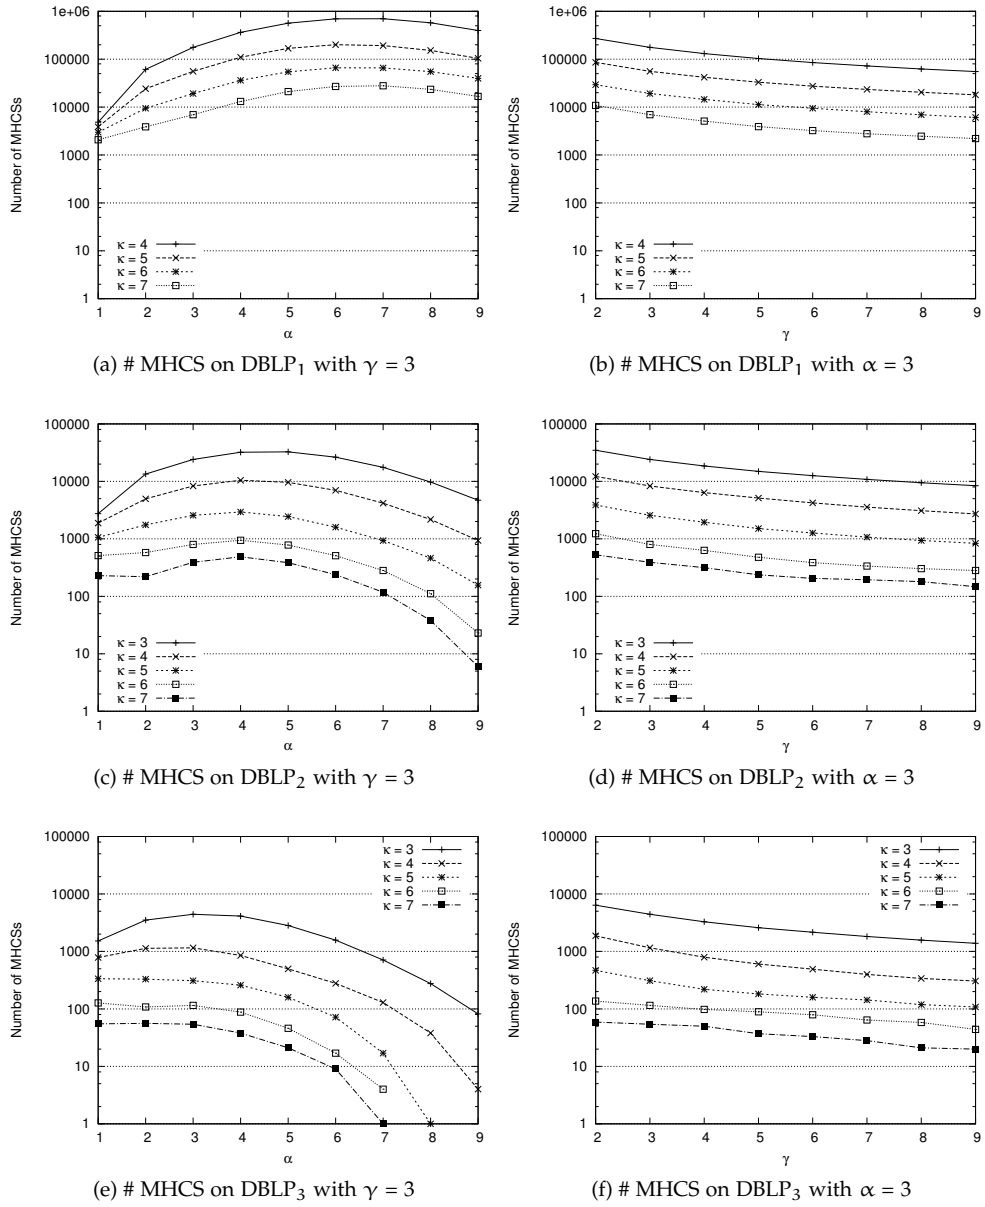 1e+06
100000
10000
1000
100
10
1
Number of MHCSs
κ = 4
κ = 5
κ = 6
κ = 7
1 2 3 4 5 6 7 8 9
α
(a) # MHCS on DBLP1 with γ = 3
1e+06
100000
10000
1000
100
10
1
Number of MHCSs
κ = 4
κ = 5
κ = 6
κ = 7
2 3 4 5 6 7 8 9
γ
(b) # MHCS on DBLP1 with α = 3
100000
10000
1000
100
10
1
Number of MHCSs
κ = 3
κ = 4
κ = 5
κ = 6
κ = 7
1 2 3 4 5 6 7 8 9
α
(c) # MHCS on DBLP2 with γ = 3
100000
10000
1000
100
10
1
Number of MHCSs
κ = 3
κ = 4
κ = 5
κ = 6
κ = 7
2 3 4 5 6 7 8 9
γ
(d) # MHCS on DBLP2 with α = 3
100000
10000
1000
100
10
1
Number of MHCSs
κ = 3
κ = 4
κ = 5
κ = 6
κ = 7
1 2 3 4 5 6 7 8 9
α
(e) # MHCS on DBLP3 with γ = 3
100000
10000
1000
100
10
1
Number of MHCSs
κ = 3
κ = 4
κ = 5
κ = 6
κ = 7
2 3 4 5 6 7 8 9
γ
(f) # MHCS on DBLP3 with α = 3